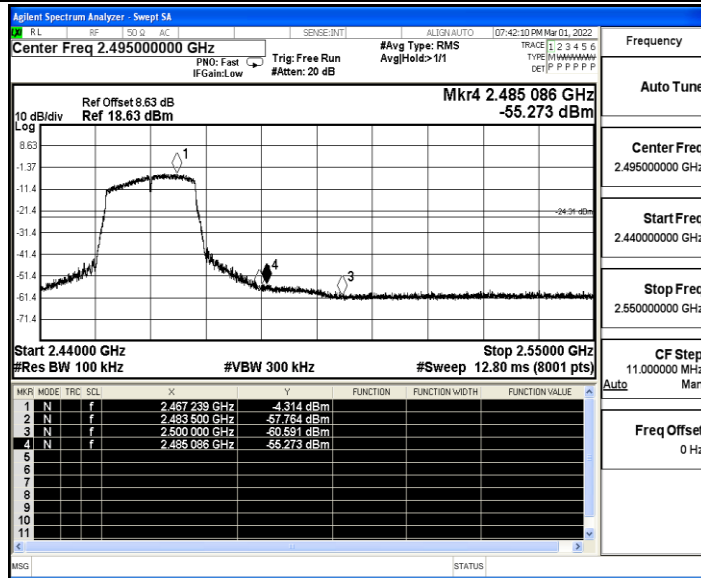 Agilent Spectrum Analyzer - Swept SA
RL RF 50 Ω AC SENSE:INT ALIGN AUTO 07:42:10 PM Mar 01, 2022
Center Freq 2.495000000 GHz
PNO: Fast
IFGain:Low
Trig: Free Run
#Atten: 20 dB
#Avg Type: RMS
Avg|Hold:>1/1
TRACE 1 2 3 4 5 6
TYPE MWWWWW
DET P P P P P P
Ref Offset 8.63 dB
10 dB/div Ref 18.63 dBm
Log
Mkr4 2.485 086 GHz
-55.273 dBm
8.63
-1.37
-11.4
-21.4
-31.4
-41.4
-51.4
-61.4
-71.4
1
4
3
-24.31 dBm
Start 2.44000 GHz Stop 2.55000 GHz
#Res BW 100 kHz #VBW 300 kHz #Sweep 12.80 ms (8001 pts)
MKR MODE TRC SCL X Y FUNCTION FUNCTION WIDTH FUNCTION VALUE
1 N f 2.467 239 GHz -4.314 dBm
2 N f 2.483 500 GHz -57.764 dBm
3 N f 2.500 000 GHz -60.591 dBm
4 N f 2.485 086 GHz -55.273 dBm
5
6
7
8
9
10
11
MSG STATUS
Frequency
Auto Tune
Center Freq
2.495000000 GHz
Start Freq
2.440000000 GHz
Stop Freq
2.550000000 GHz
CF Step
11.000000 MHz
Auto Man
Freq Offset
0 Hz